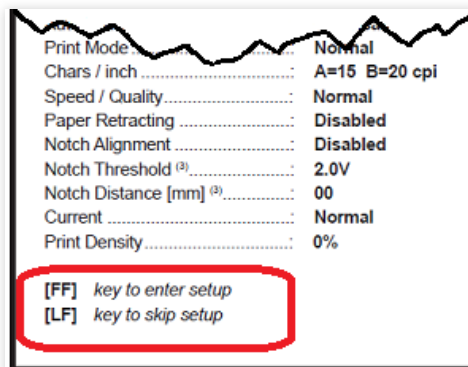 Print Mode.....................: Normal
Chars / inch ............................: A=15 B=20 cpi
Speed / Quality.......................: Normal
Paper Retracting ....................: Disabled
Notch Alignment .....................: Disabled
Notch Threshold (3)..................: 2.0V
Notch Distance [mm] (3)............: 00
Current ..................................: Normal
Print Density...........................: 0%
[FF] key to enter setup
[LF] key to skip setup